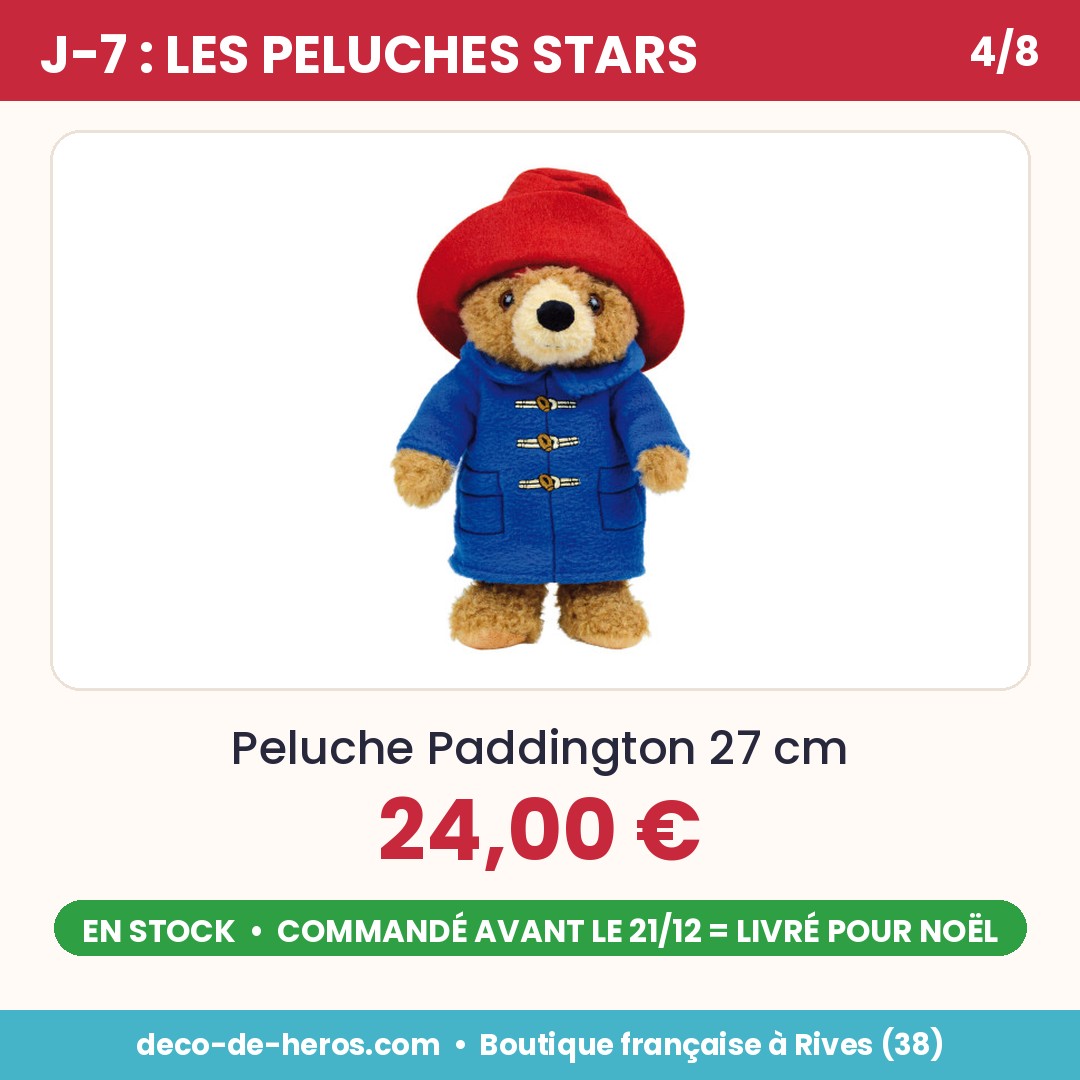 J-7 : LES PELUCHES STARS
4/8
Peluche Paddington 27 cm
24,00 €
EN STOCK • COMMANDÉ AVANT LE 21/12 = LIVRÉ POUR NOËL
deco-de-heros.com • Boutique française à Rives (38)